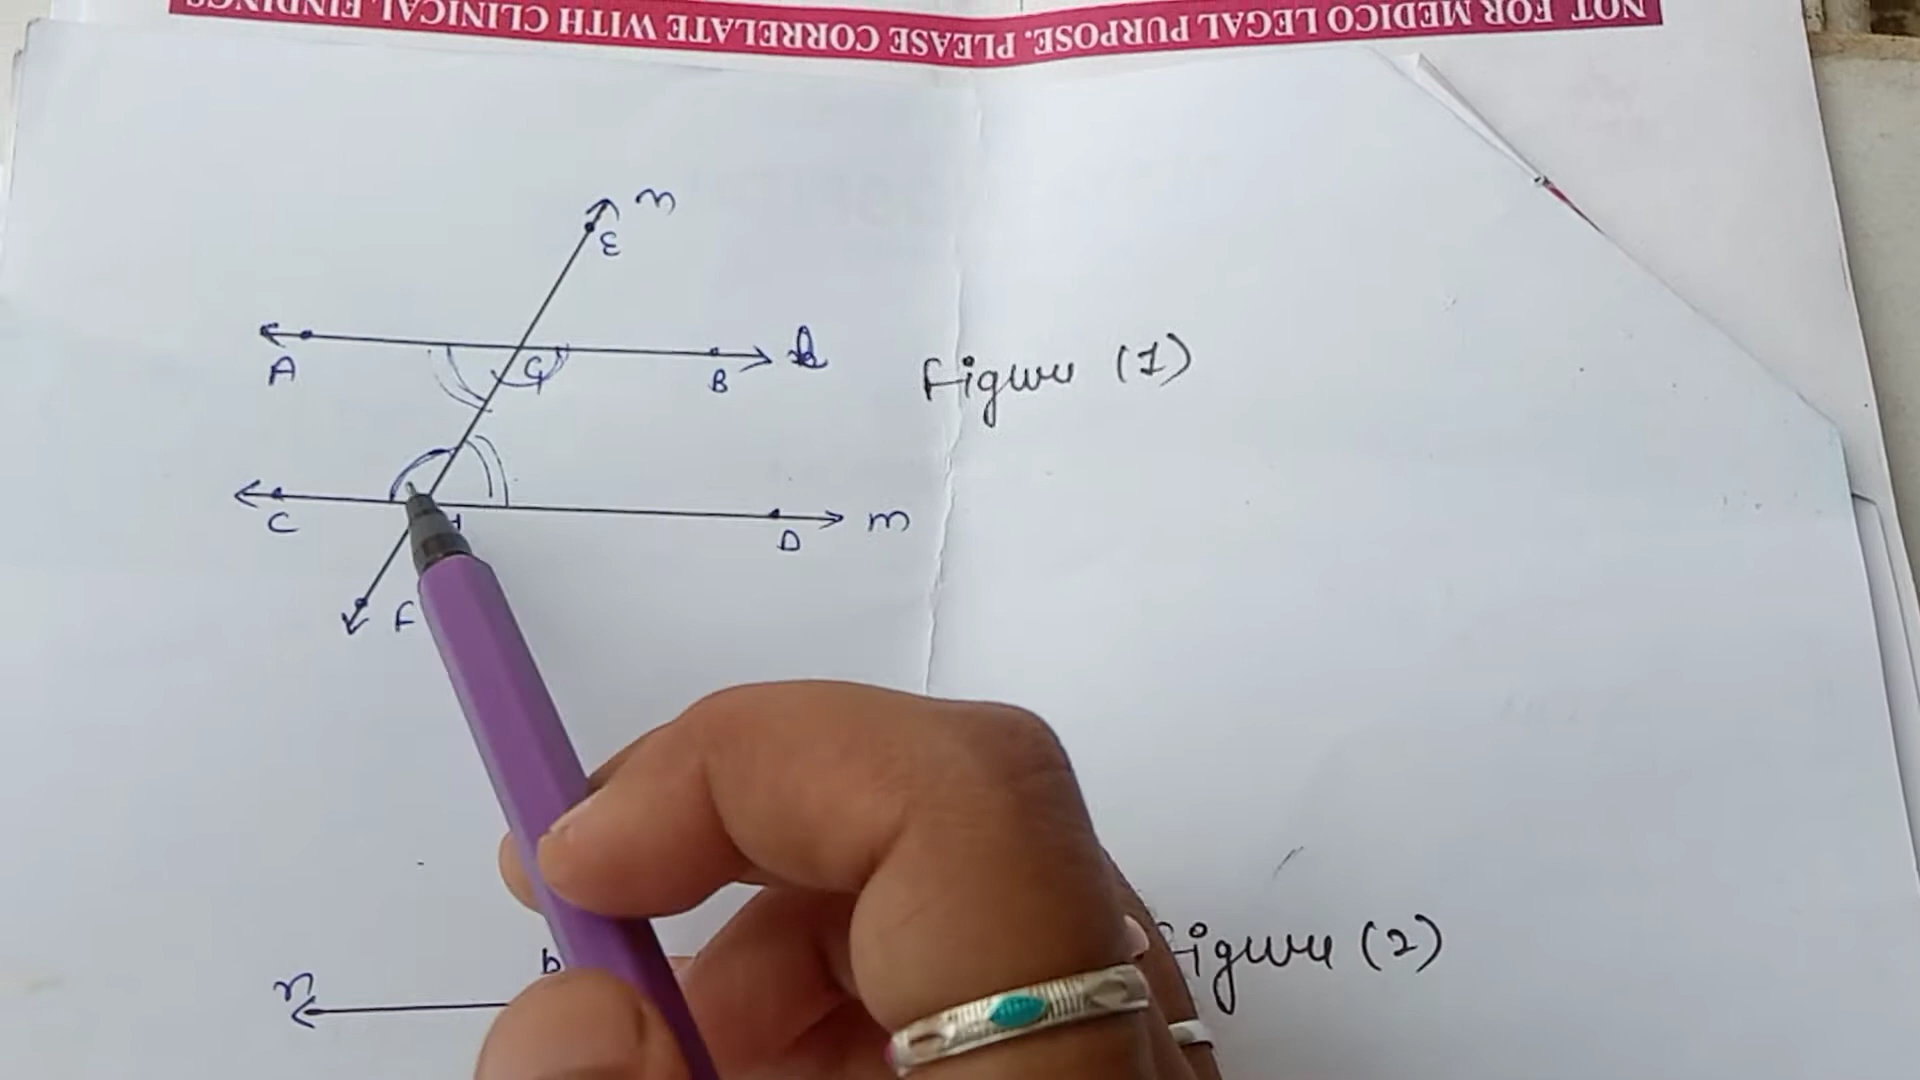 NOT FOR MEDICO LEGAL PURPOSE. PLEASE CORRELATE WITH CLINICAL FINDINGS
n
E
A
G
B
l
Figure (1)
C
H
D
m
F
b
n
Figure (2)